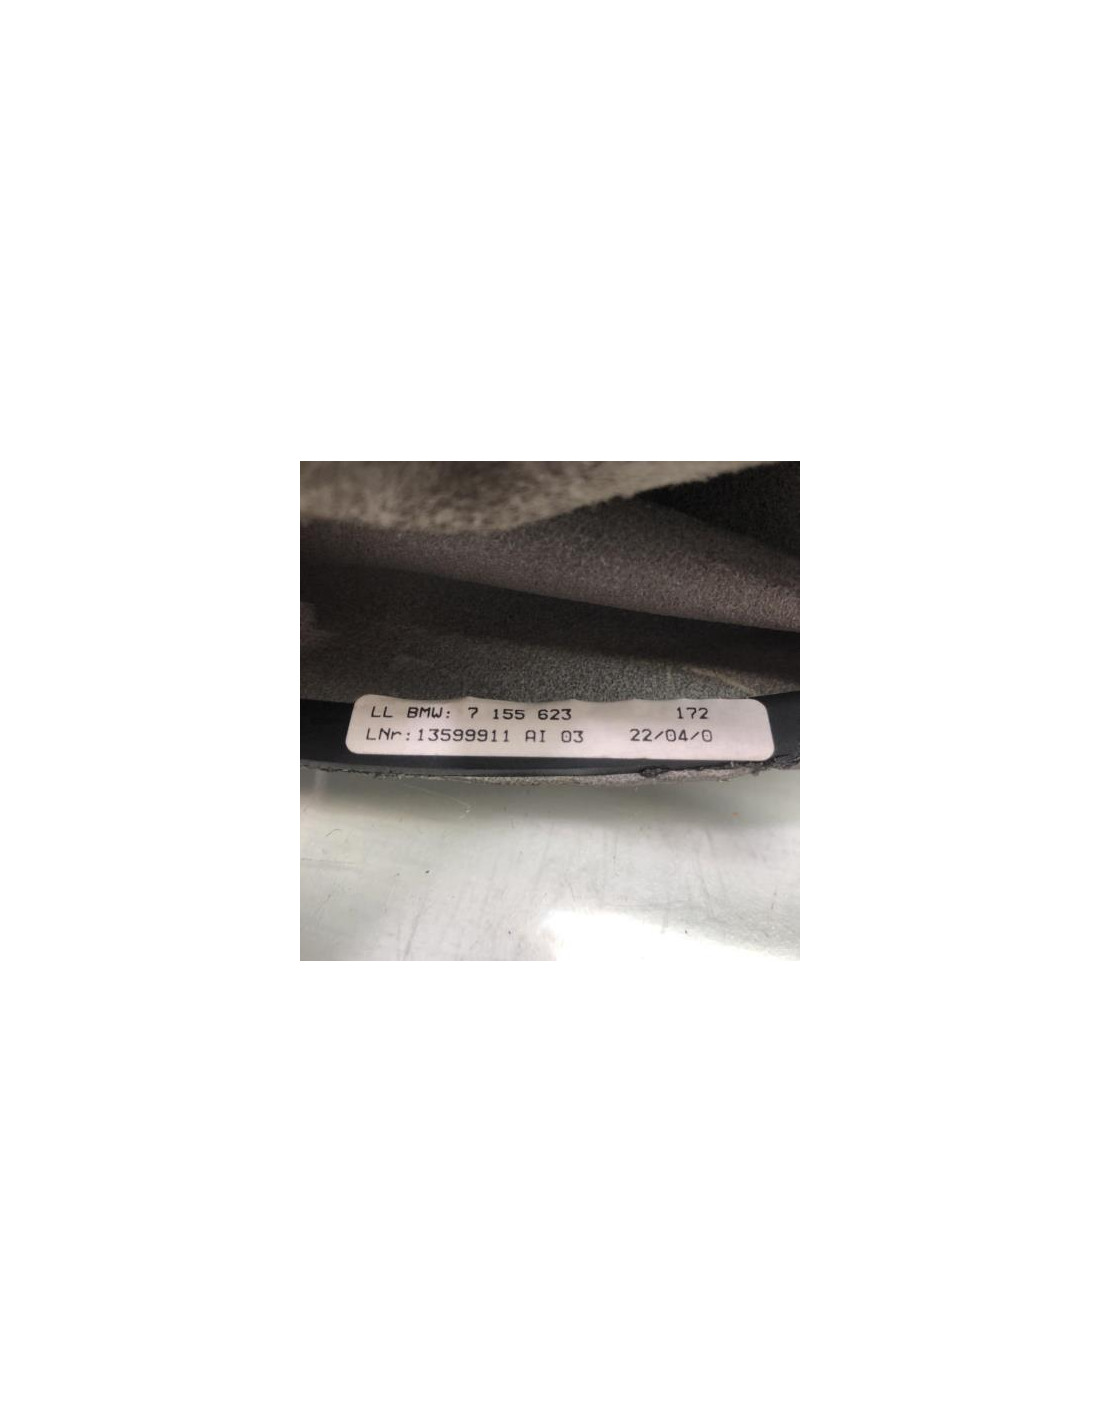 LL BMW: 7 155 623 172
LNr:13599911 AI 03 22/04/0